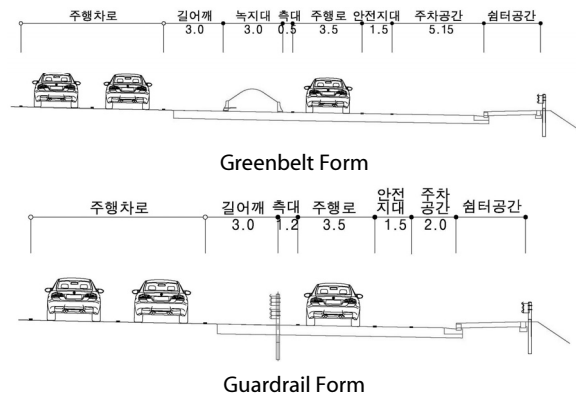 주행차로 길어깨 녹지대 측대 주행로 안전지대 주차공간 쉼터공간
3.0 3.0 0.5 3.5 1.5 5.15
Greenbelt Form
안전 주차
주행차로 길어깨 측대 주행로 지대 공간 쉼터공간
3.0 1.2 3.5 1.5 2.0
Guardrail Form